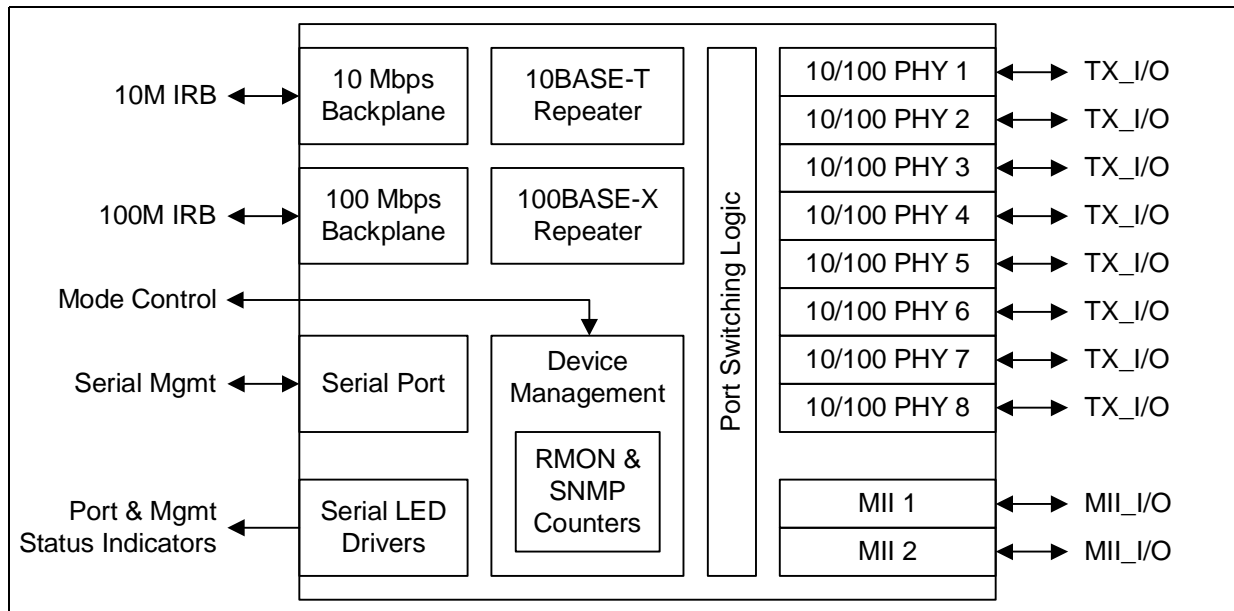 10M IRB
10 Mbps
Backplane
10BASE-T
Repeater
100M IRB
100 Mbps
Backplane
100BASE-X
Repeater
Mode Control
Serial Mgmt
Serial Port
Device
Management
RMON &
SNMP
Counters
Port & Mgmt
Status Indicators
Serial LED
Drivers
Port Switching Logic
10/100 PHY 1
TX_I/O
10/100 PHY 2
TX_I/O
10/100 PHY 3
TX_I/O
10/100 PHY 4
TX_I/O
10/100 PHY 5
TX_I/O
10/100 PHY 6
TX_I/O
10/100 PHY 7
TX_I/O
10/100 PHY 8
TX_I/O
MII 1
MII_I/O
MII 2
MII_I/O